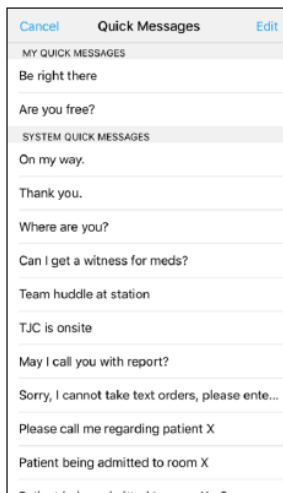 Cancel Quick Messages Edit
MY QUICK MESSAGES
Be right there
Are you free?
SYSTEM QUICK MESSAGES
On my way.
Thank you.
Where are you?
Can I get a witness for meds?
Team huddle at station
TJC is onsite
May I call you with report?
Sorry, I cannot take text orders, please ente...
Please call me regarding patient X
Patient being admitted to room X